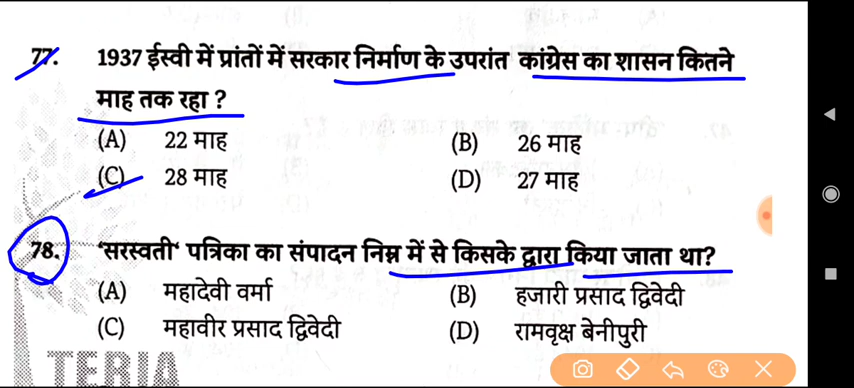 77. 1937 ईस्वी में प्रांतों में सरकार निर्माण के उपरांत कांग्रेस का शासन कितने
माह तक रहा ?
(A) 22 माह (B) 26 माह
(C) 28 माह (D) 27 माह
78. 'सरस्वती' पत्रिका का संपादन निम्न में से किसके द्वारा किया जाता था?
(A) महादेवी वर्मा (B) हजारी प्रसाद द्विवेदी
(C) महावीर प्रसाद द्विवेदी (D) रामवृक्ष बेनीपुरी
TERIA